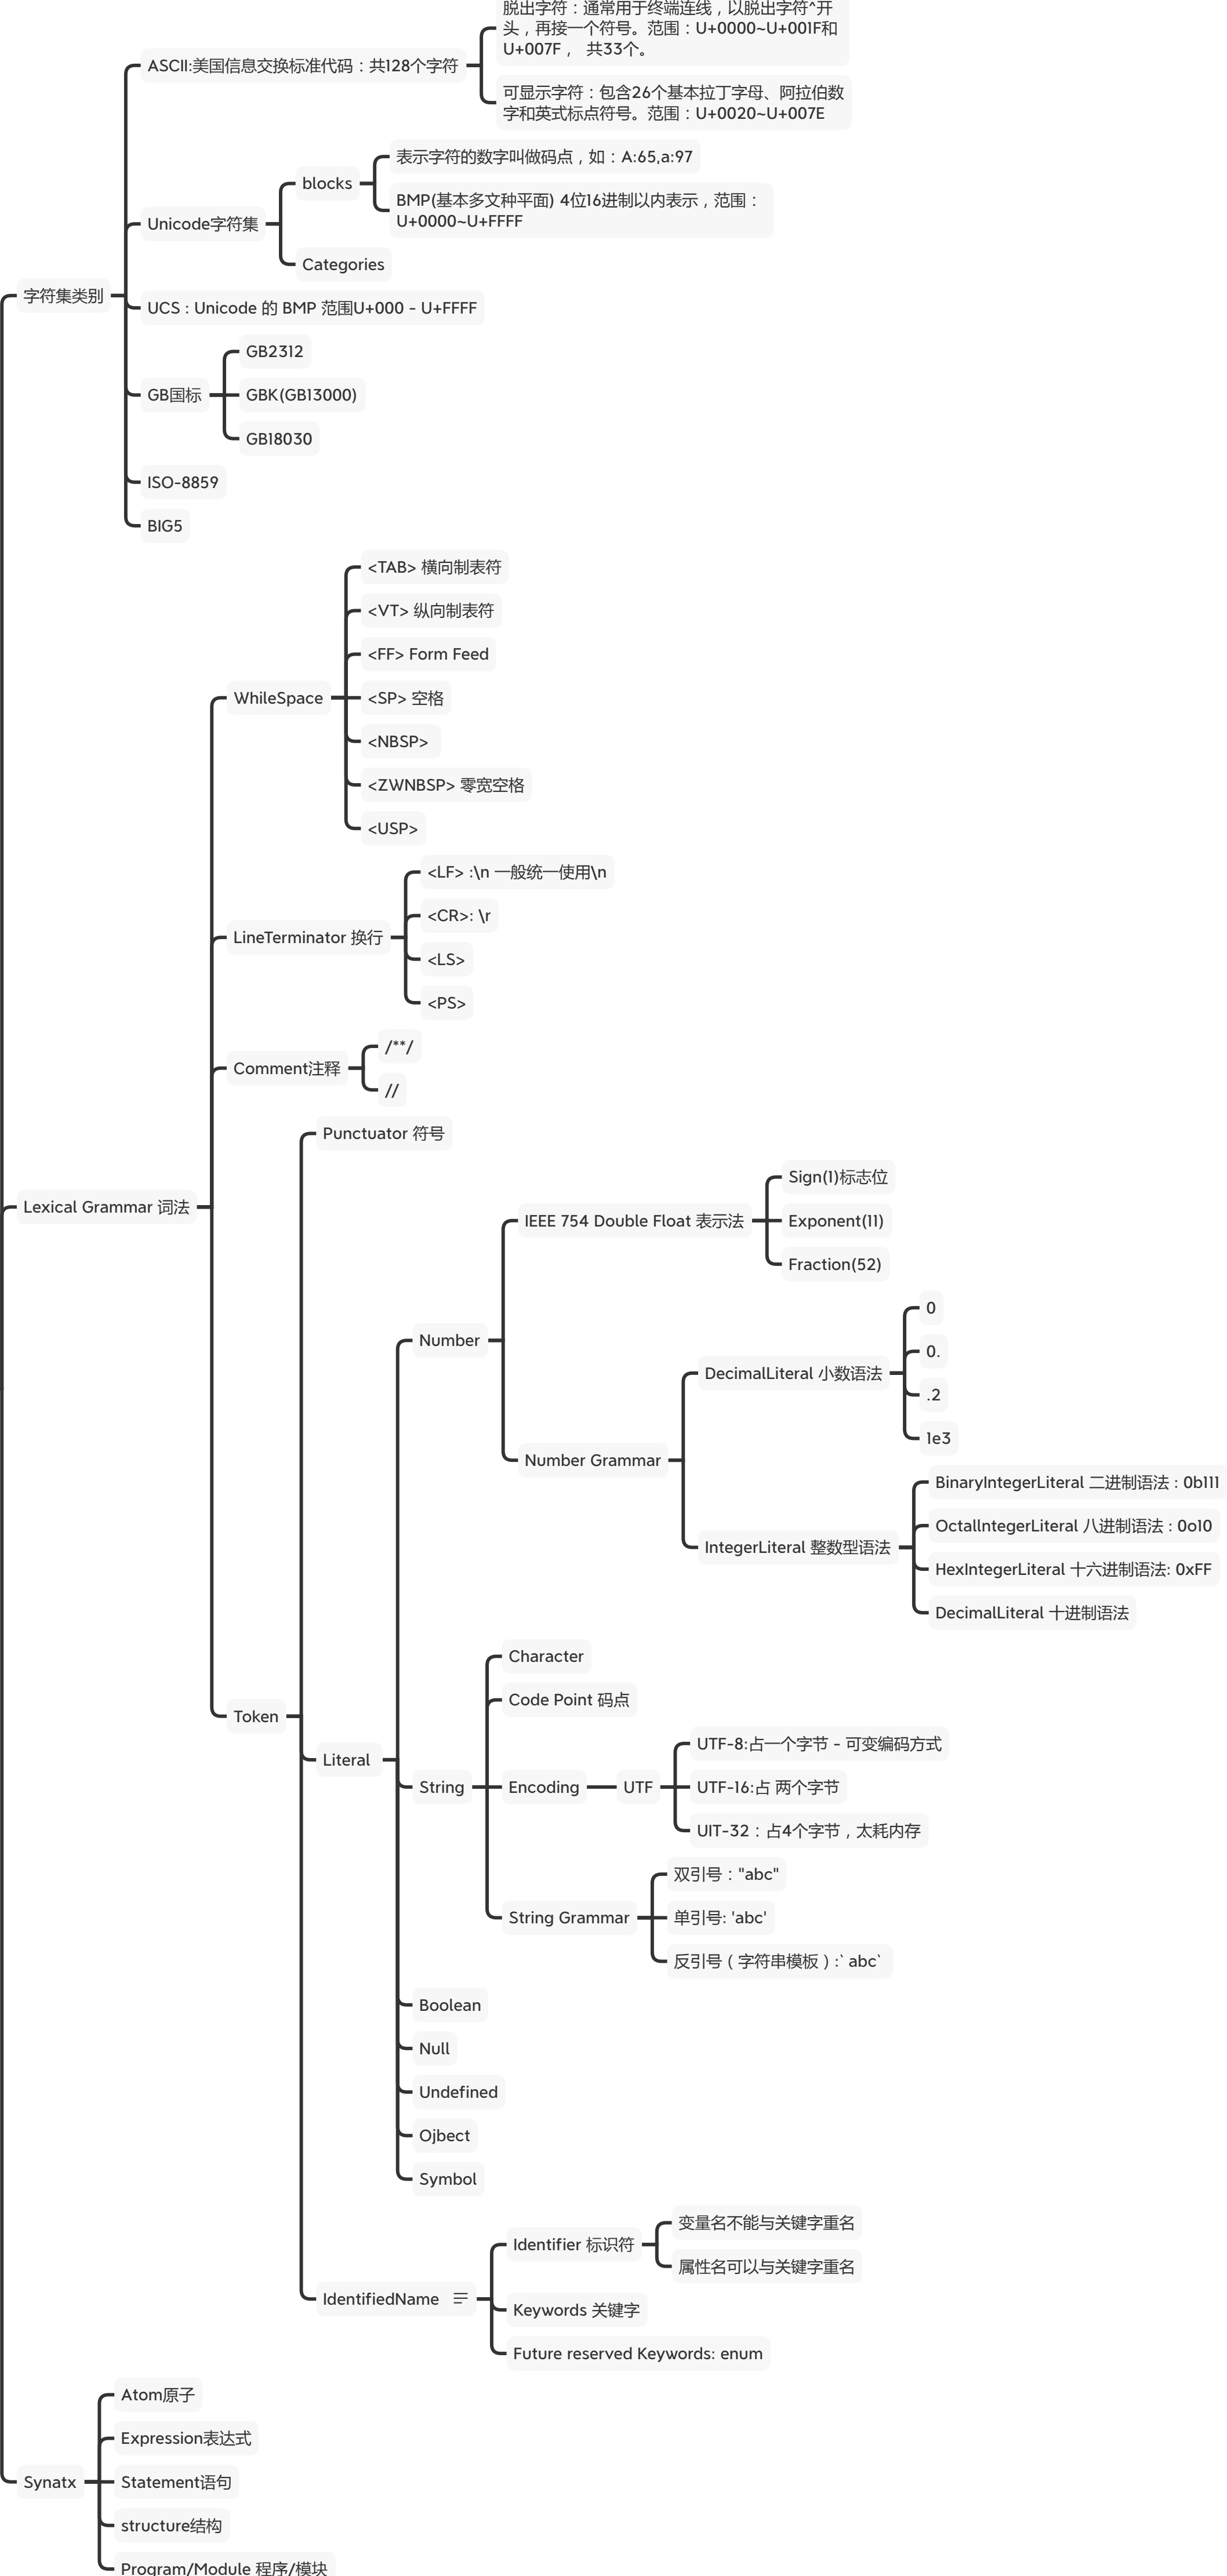 脱出字符：通常用于终端连线，以脱出字符^开
头，再接一个符号。范围：U+0000~U+001F和
U+007F， 共33个。
ASCII:美国信息交换标准代码：共128个字符
可显示字符：包含26个基本拉丁字母、阿拉伯数
字和英式标点符号。范围：U+0020~U+007E
表示字符的数字叫做码点，如：A:65,a:97
blocks
BMP(基本多文种平面) 4位16进制以内表示，范围：
U+0000~U+FFFF
Unicode字符集
Categories
字符集类别
UCS：Unicode 的 BMP 范围U+000 - U+FFFF
GB2312
GB国标
GBK(GB13000)
GB18030
ISO-8859
BIG5
<TAB> 横向制表符
<VT> 纵向制表符
<FF> Form Feed
WhileSpace
<SP> 空格
<NBSP>
<ZWNBSP> 零宽空格
<USP>
<LF> :\n 一般统一使用\n
<CR>: \r
LineTerminator 换行
<LS>
<PS>
/**/
Comment注释
//
Punctuator 符号
Lexical Grammar 词法
Sign(1)标志位
IEEE 754 Double Float 表示法
Exponent(11)
Fraction(52)
Number
0
0.
DecimalLiteral 小数语法
.2
1e3
Number Grammar
BinaryIntegerLiteral 二进制语法：0b111
OctalIntegerLiteral 八进制语法：0o10
IntegerLiteral 整数型语法
HexIntegerLiteral 十六进制语法: 0xFF
DecimalLiteral 十进制语法
Character
Code Point 码点
Token
UTF-8:占一个字节 - 可变编码方式
Literal
String
Encoding
UTF
UTF-16:占 两个字节
UIT-32：占4个字节，太耗内存
双引号："abc"
String Grammar
单引号: 'abc'
反引号（字符串模板）:` abc`
Boolean
Null
Undefined
Ojbect
Symbol
变量名不能与关键字重名
Identifier 标识符
属性名可以与关键字重名
IdentifiedName
Keywords 关键字
Future reserved Keywords: enum
Atom原子
Expression表达式
Synatx
Statement语句
structure结构
Program/Module 程序/模块